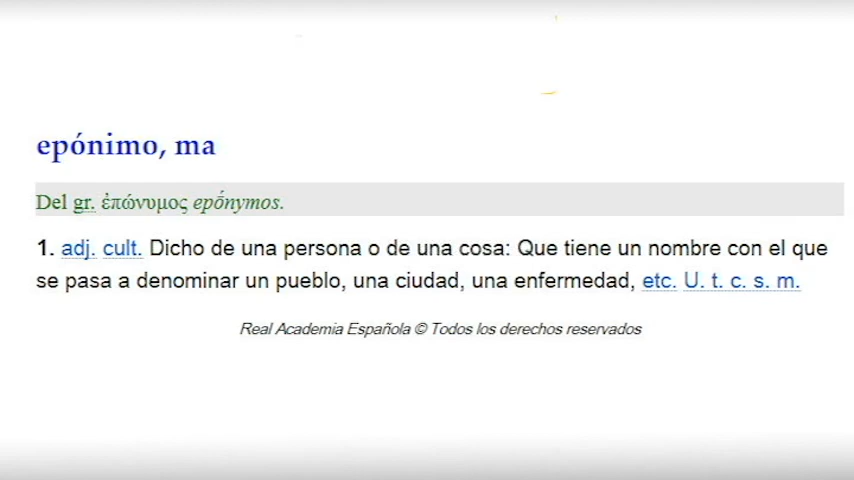 epónimo, ma
Del gr. ἐπώνυμος epṓnymos.
1. adj. cult. Dicho de una persona o de una cosa: Que tiene un nombre con el que
se pasa a denominar un pueblo, una ciudad, una enfermedad, etc. U. t. c. s. m.
Real Academia Española © Todos los derechos reservados